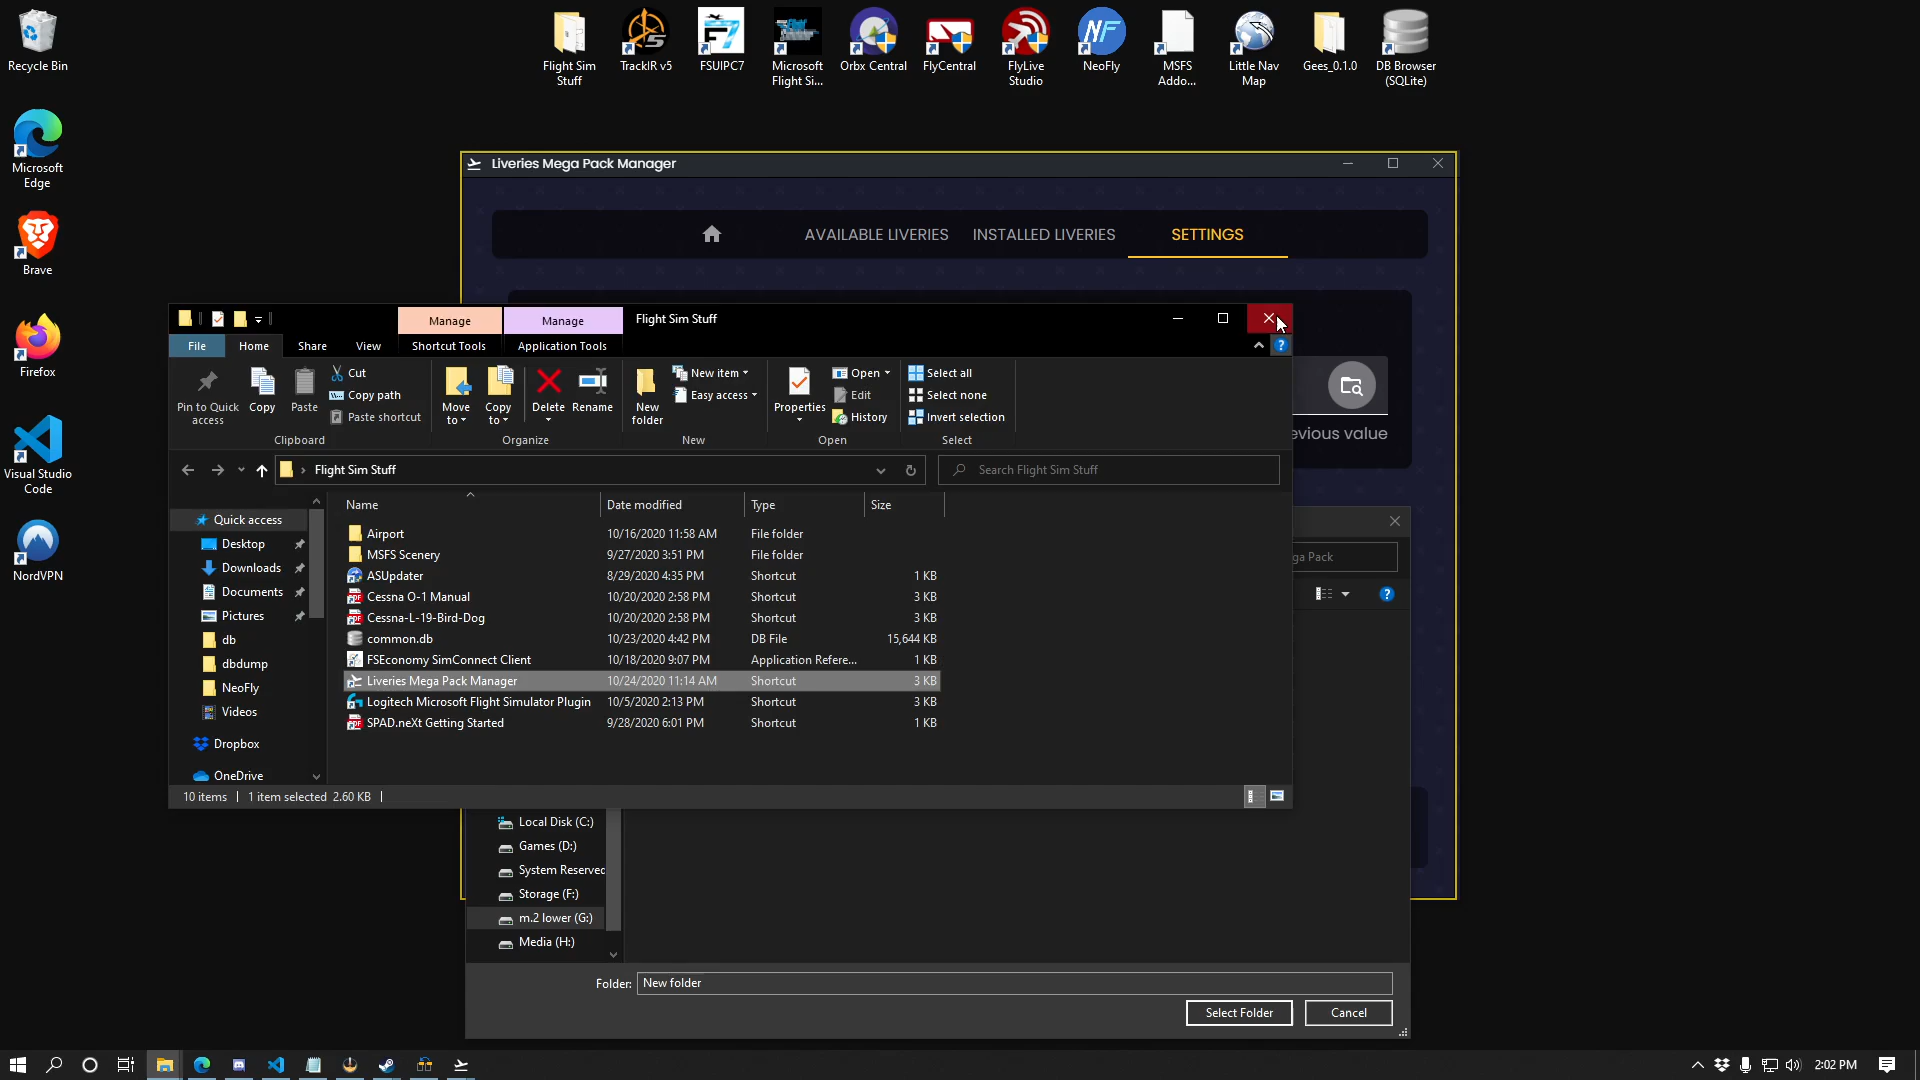 Recycle Bin
Microsoft
Edge
Brave
Firefox
Visual Studio
Code
NordVPN
Flight Sim
Stuff
TrackIR v5
FSUIPC7
Microsoft
Flight Si...
Orbx Central
FlyCentral
FlyLive
Studio
NeoFly
MSFS
Addo...
Little Nav
Map
Gees_0.1.0
DB Browser
(SQLite)
Liveries Mega Pack Manager
AVAILABLE LIVERIES
INSTALLED LIVERIES
SETTINGS
evious value
Manage
Manage
Flight Sim Stuff
File
Home
Share
View
Shortcut Tools
Application Tools
Pin to Quick
access
Copy
Paste
Cut
Copy path
Paste shortcut
Clipboard
Move
to
Copy
to
Delete
Rename
Organize
New
folder
New item
Easy access
New
Properties
Open
Edit
History
Open
Select all
Select none
Invert selection
Select
Flight Sim Stuff
Search Flight Sim Stuff
Quick access
Desktop
Downloads
Documents
Pictures
db
dbdump
NeoFly
Videos
Dropbox
OneDrive
Name Date modified Type Size
Airport 10/16/2020 11:58 AM File folder
MSFS Scenery 9/27/2020 3:51 PM File folder
ASUpdater 8/29/2020 4:35 PM Shortcut 1 KB
Cessna O-1 Manual 10/20/2020 2:58 PM Shortcut 3 KB
Cessna-L-19-Bird-Dog 10/20/2020 2:58 PM Shortcut 3 KB
common.db 10/23/2020 4:42 PM DB File 15,644 KB
FSEconomy SimConnect Client 10/18/2020 9:07 PM Application Refere... 1 KB
Liveries Mega Pack Manager 10/24/2020 11:14 AM Shortcut 3 KB
Logitech Microsoft Flight Simulator Plugin 10/5/2020 2:13 PM Shortcut 3 KB
SPAD.neXt Getting Started 9/28/2020 6:01 PM Shortcut 1 KB
10 items 1 item selected 2.60 KB
ga Pack
Local Disk (C:)
Games (D:)
System Reserved
Storage (F:)
m.2 lower (G:)
Media (H:)
Folder: New folder
Select Folder
Cancel
2:02 PM